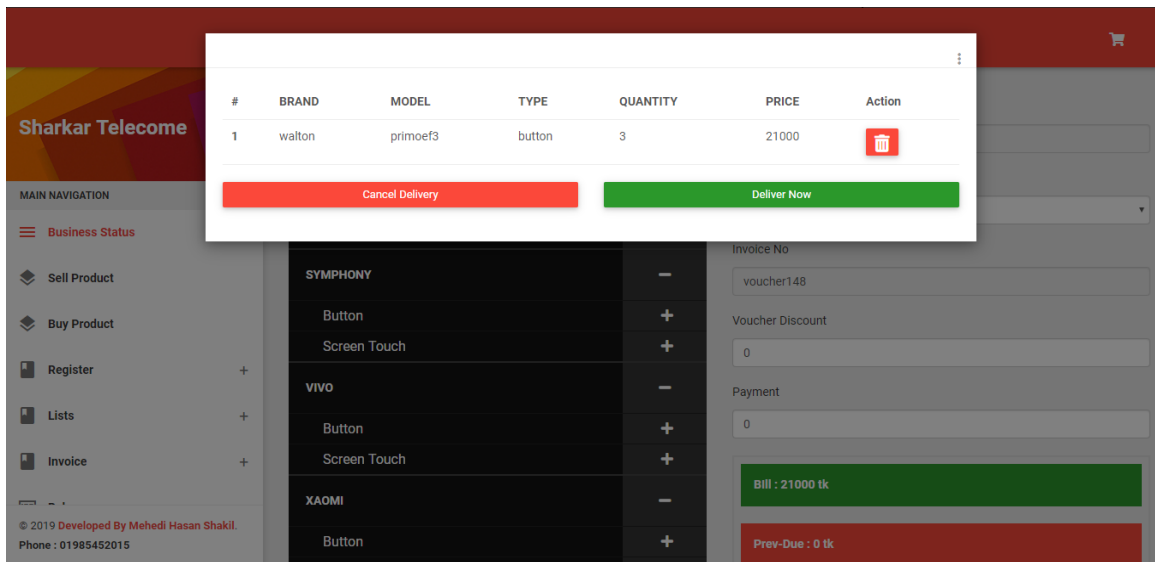 # BRAND MODEL TYPE QUANTITY PRICE Action
1 walton primoef3 button 3 21000
Cancel Delivery Deliver Now
Sharkar Telecome
MAIN NAVIGATION
Business Status
Sell Product
Buy Product
Register +
Lists +
Invoice +
© 2019 Developed By Mehedi Hasan Shakil.
Phone : 01985452015
SYMPHONY −
Button +
Screen Touch +
VIVO −
Button +
Screen Touch +
XAOMI −
Button +
Invoice No
voucher148
Voucher Discount
0
Payment
0
Bill : 21000 tk
Prev-Due : 0 tk